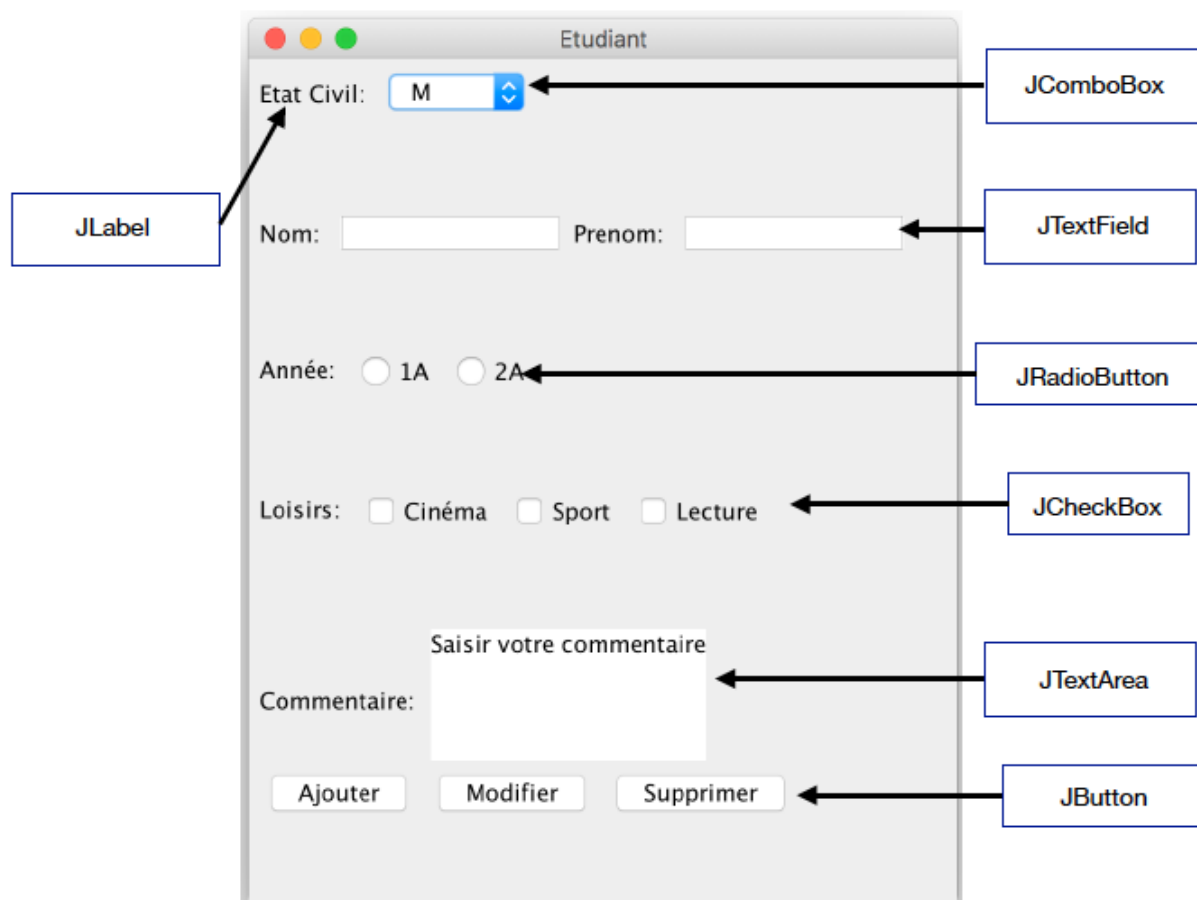 Etudiant
Etat Civil: M
JComboBox
JLabel
Nom: Prenom:
JTextField
Année: 1A 2A
JRadioButton
Loisirs: Cinéma Sport Lecture
JCheckBox
Saisir votre commentaire
Commentaire:
JTextArea
Ajouter Modifier Supprimer
JButton